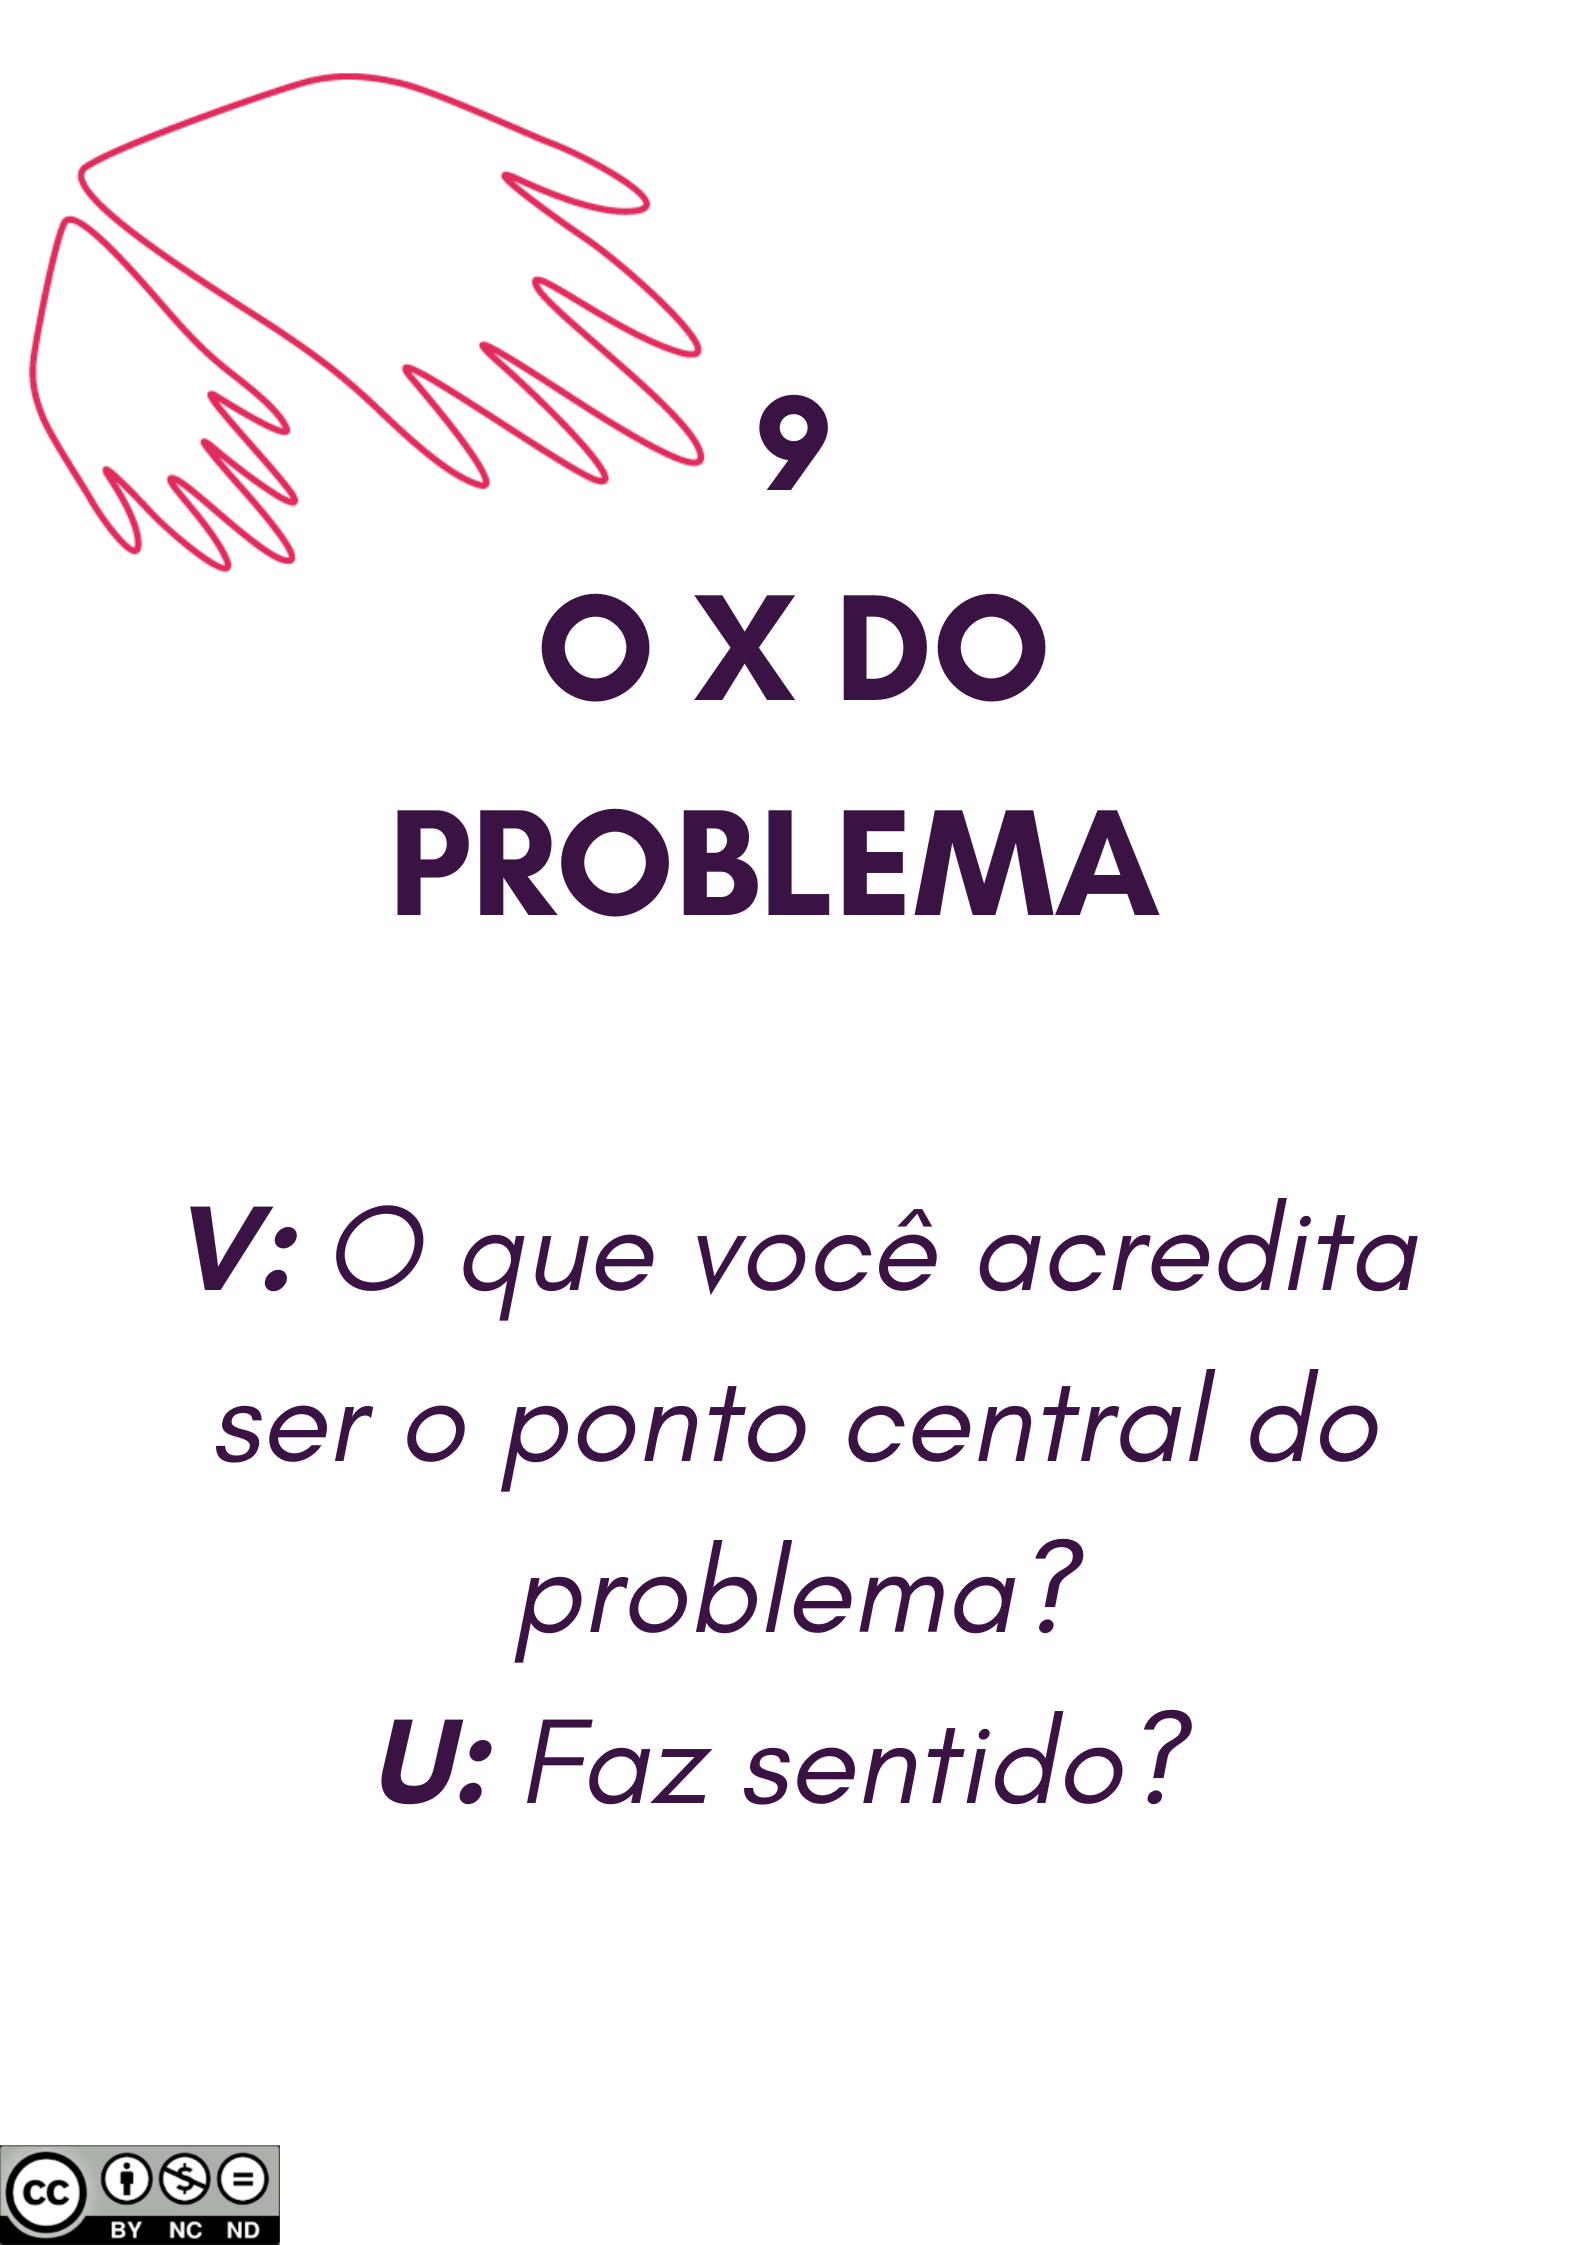 9
O X DO
PROBLEMA
V: O que você acredita
ser o ponto central do
problema?
U: Faz sentido?
cc
BY NC ND